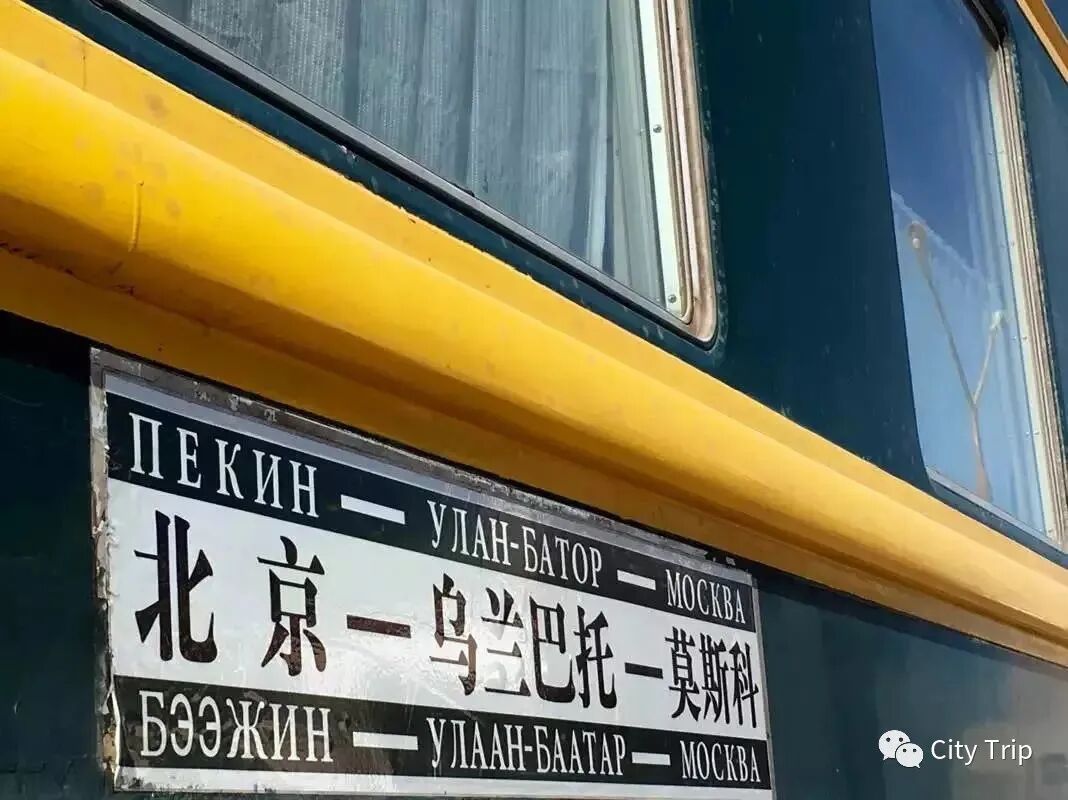 ПЕКИН — УЛАН-БАТОР — МОСКВА
北京—乌兰巴托—莫斯科
БЭЭЖИН — УЛААН-БААТАР — МОСКВА
City Trip